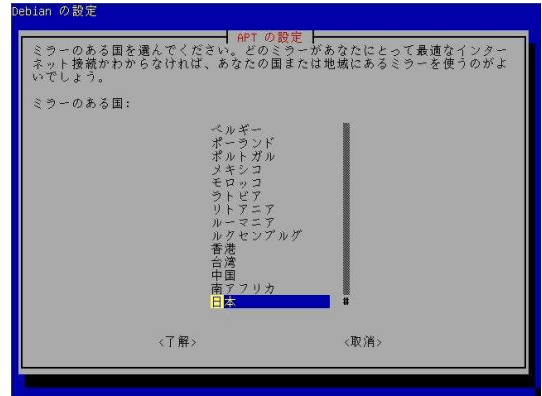 Debian の設定
APT の設定
ミラーのある国を選んでください。どのミラーがあなたにとって最適なインター
ネット接続かわからなければ、あなたの国または地域にあるミラーを使うのがよ
いでしょう。
ミラーのある国:
ベルギー
ポーランド
ポルトガル
メキシコ
モロッコ
ラトビア
リトアニア
ルーマニア
ルクセンブルグ
香港
台湾
中国
南アフリカ
日本
#
<了解> <取消>